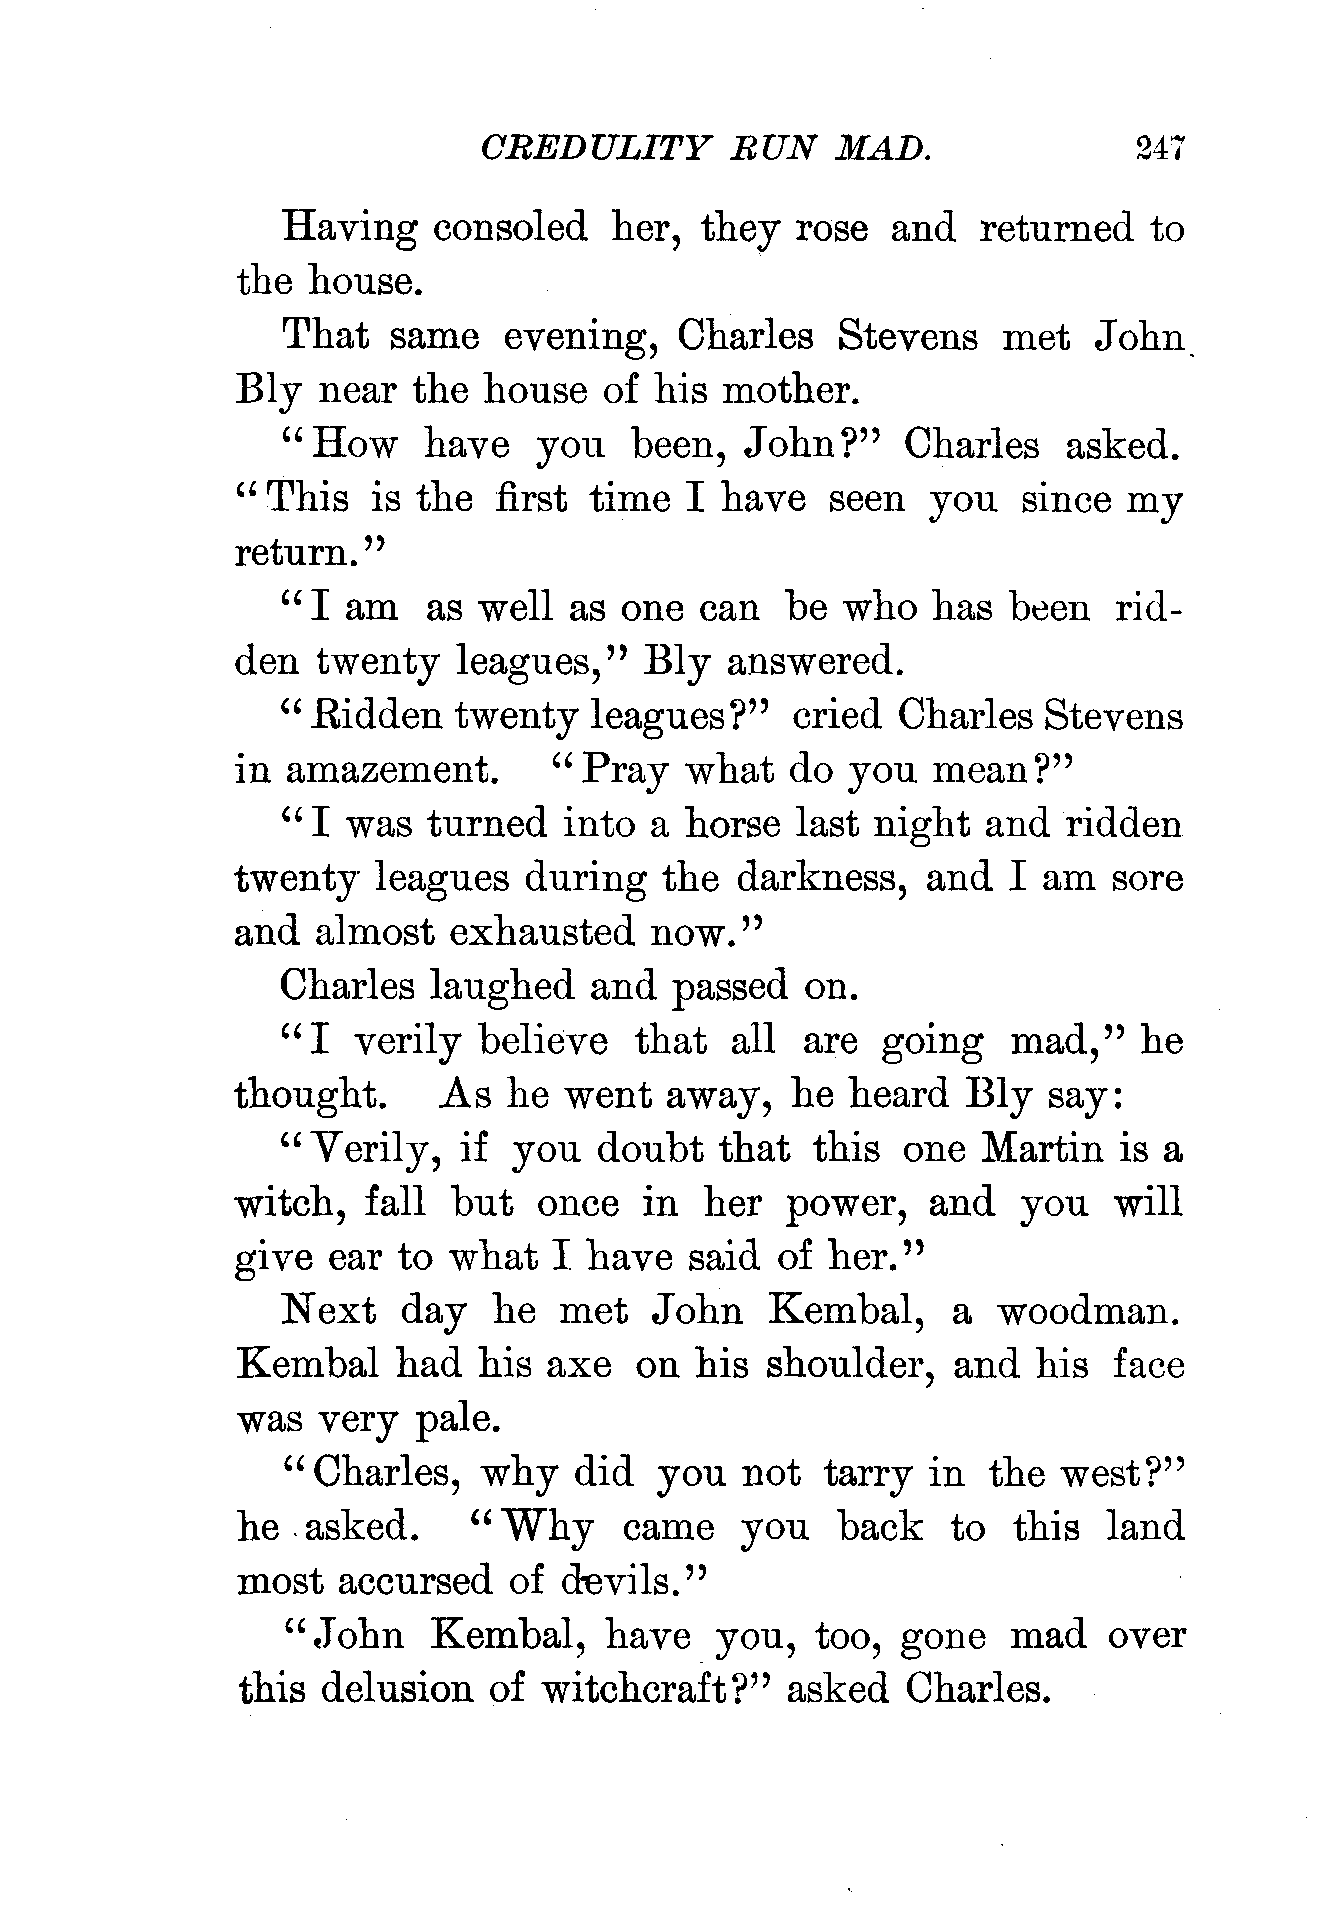 CREDULITY RUN MAD. 247
Having consoled her, they rose and returned to
the house.
That same evening, Charles Stevens met John
Bly near the house of his mother.
"How have you been, John?" Charles asked.
"This is the first time I have seen you since my
return."
"I am as well as one can be who has been rid-
den twenty leagues," Bly answered.
"Ridden twenty leagues?" cried Charles Stevens
in amazement. "Pray what do you mean?"
"I was turned into a horse last night and ridden
twenty leagues during the darkness, and I am sore
and almost exhausted now."
Charles laughed and passed on.
"I verily believe that all are going mad," he
thought. As he went away, he heard Bly say:
"Verily, if you doubt that this one Martin is a
witch, fall but once in her power, and you will
give ear to what I have said of her."
Next day he met John Kembal, a woodman.
Kembal had his axe on his shoulder, and his face
was very pale.
"Charles, why did you not tarry in the west?"
he asked. "Why came you back to this land
most accursed of devils."
"John Kembal, have you, too, gone mad over
this delusion of witchcraft?" asked Charles.